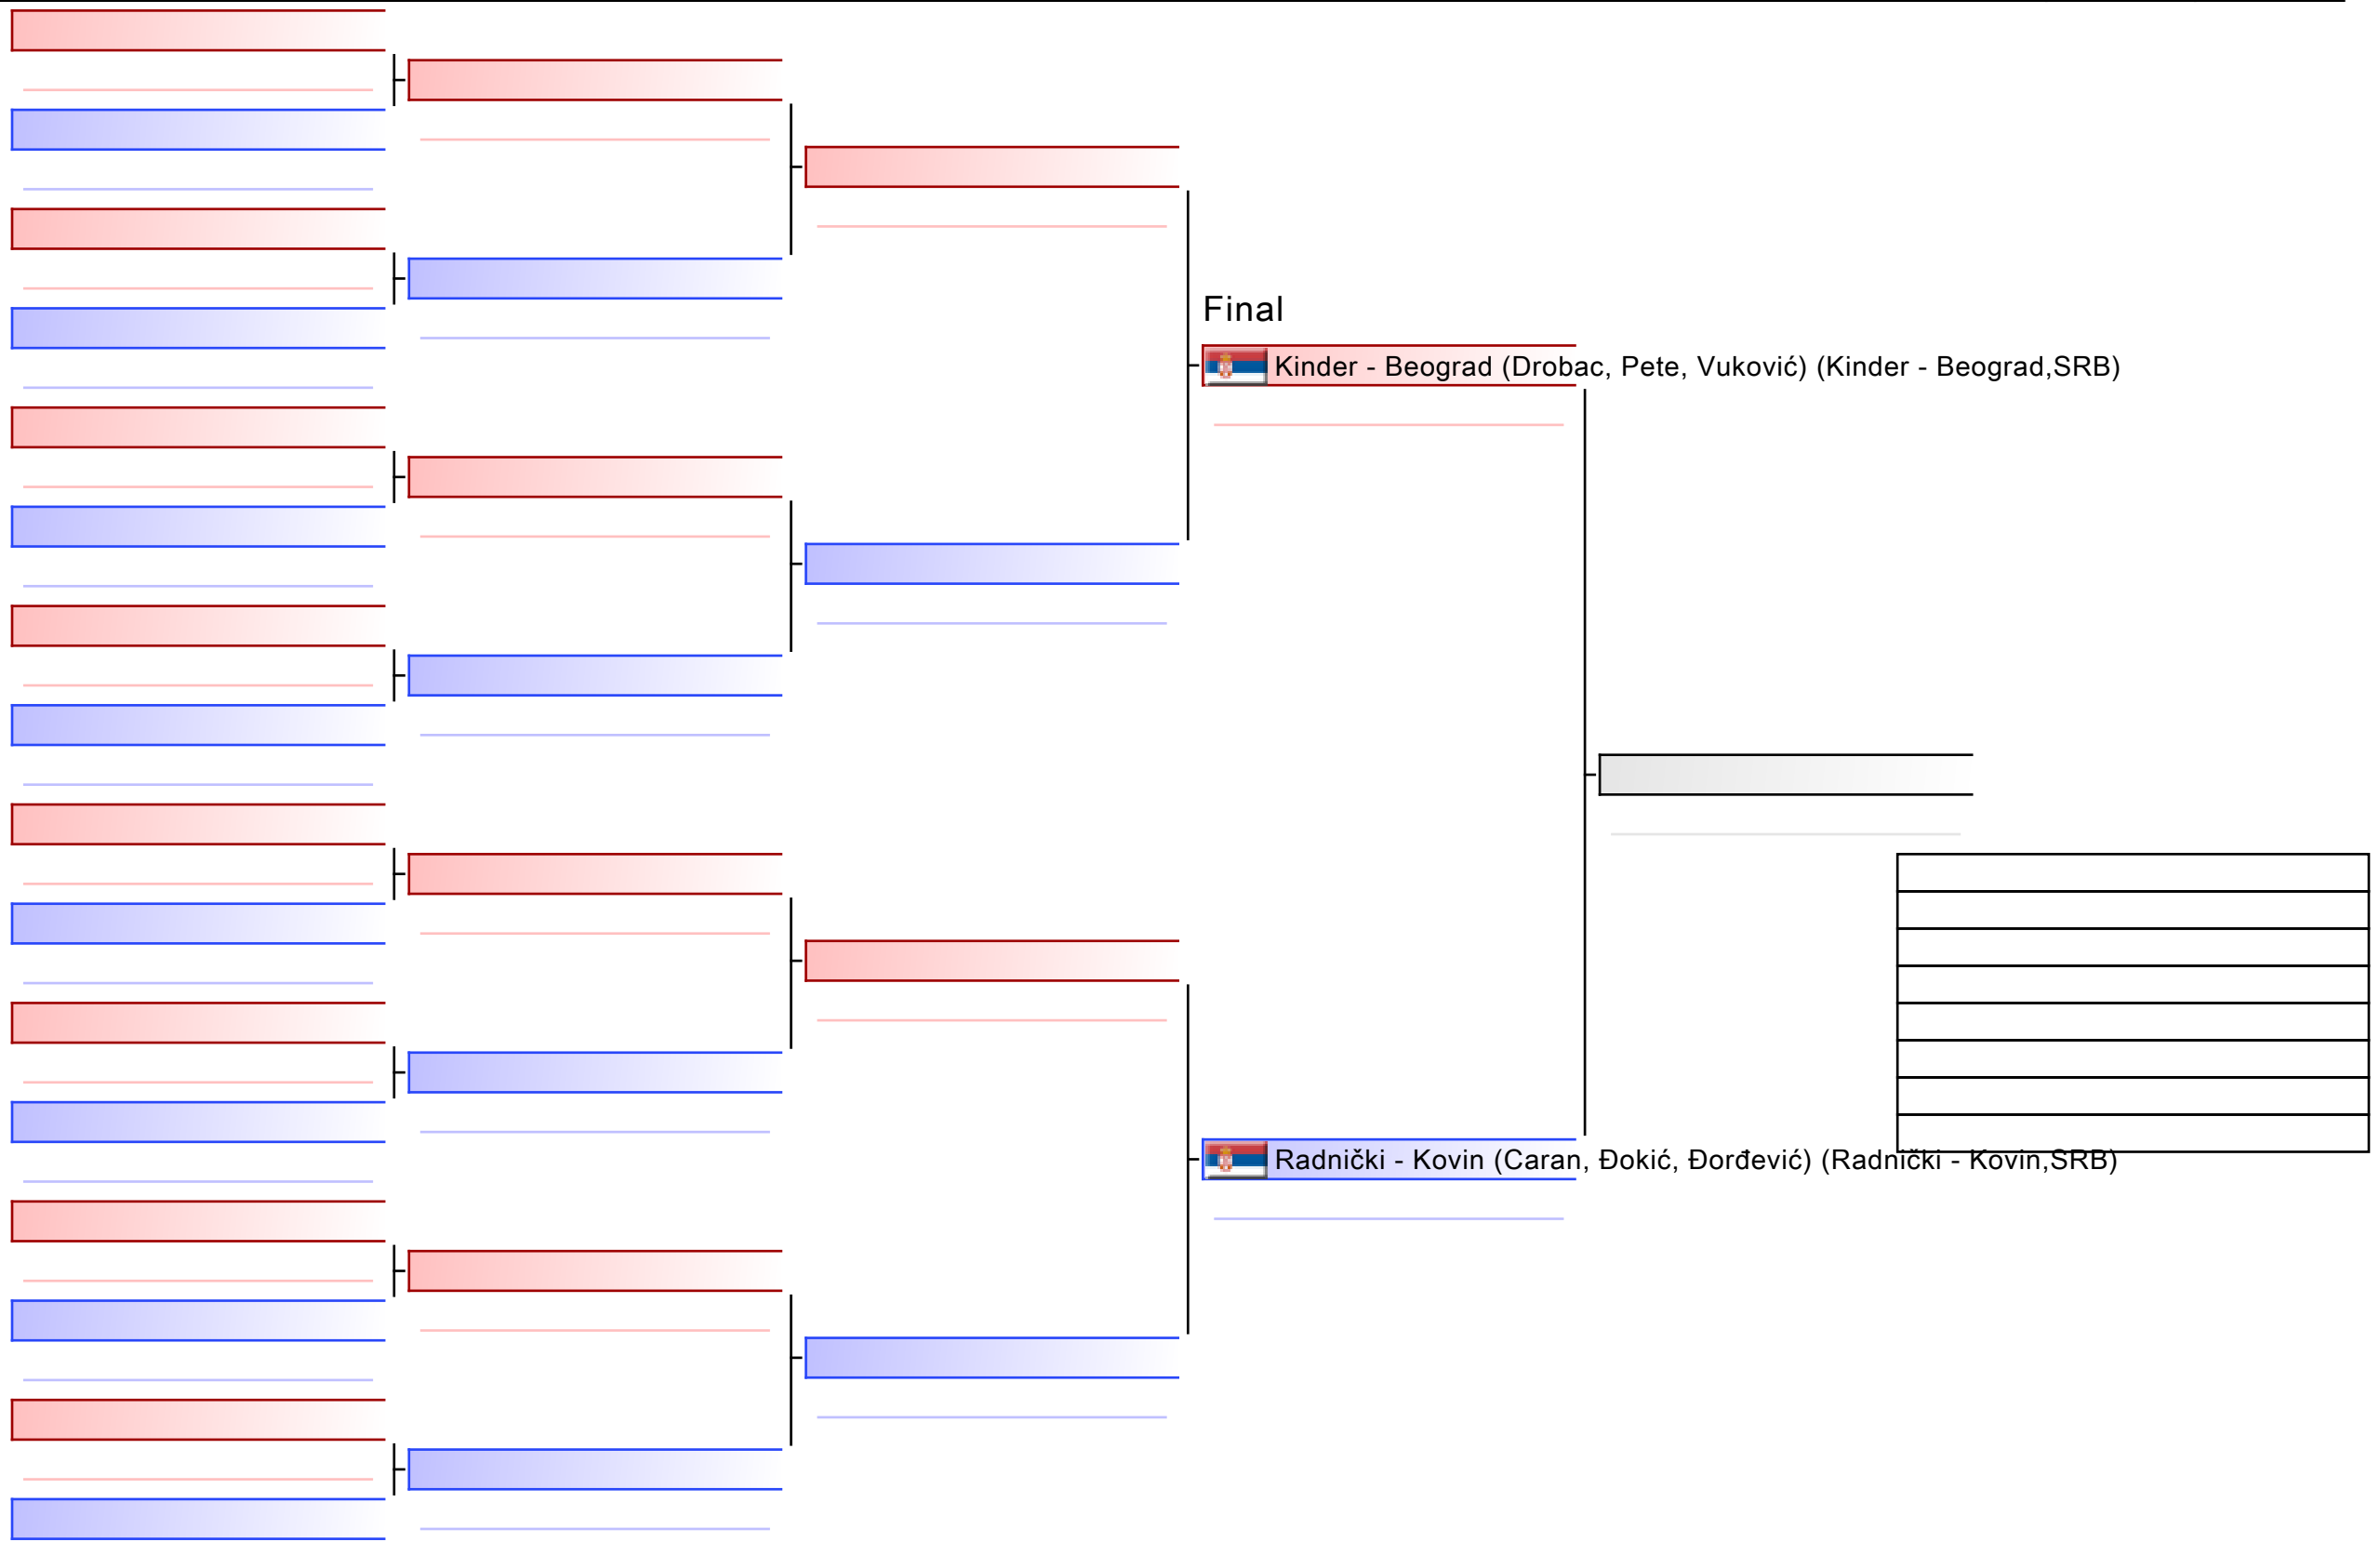 Final
Kinder - Beograd (Drobac, Pete, Vuković) (Kinder - Beograd,SRB)
Radnički - Kovin (Caran, Đokić, Đorđević) (Radnički - Kovin,SRB)